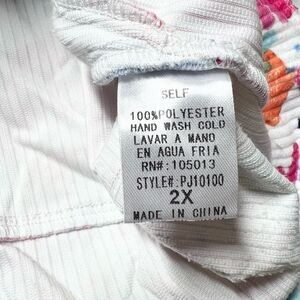 SELF
100%POLYESTER
HAND WASH COLD
LAVAR A MANO
EN AGUA FRIA
RN#:105013
STYLE#:PJ10100
2X
MADE IN CHINA